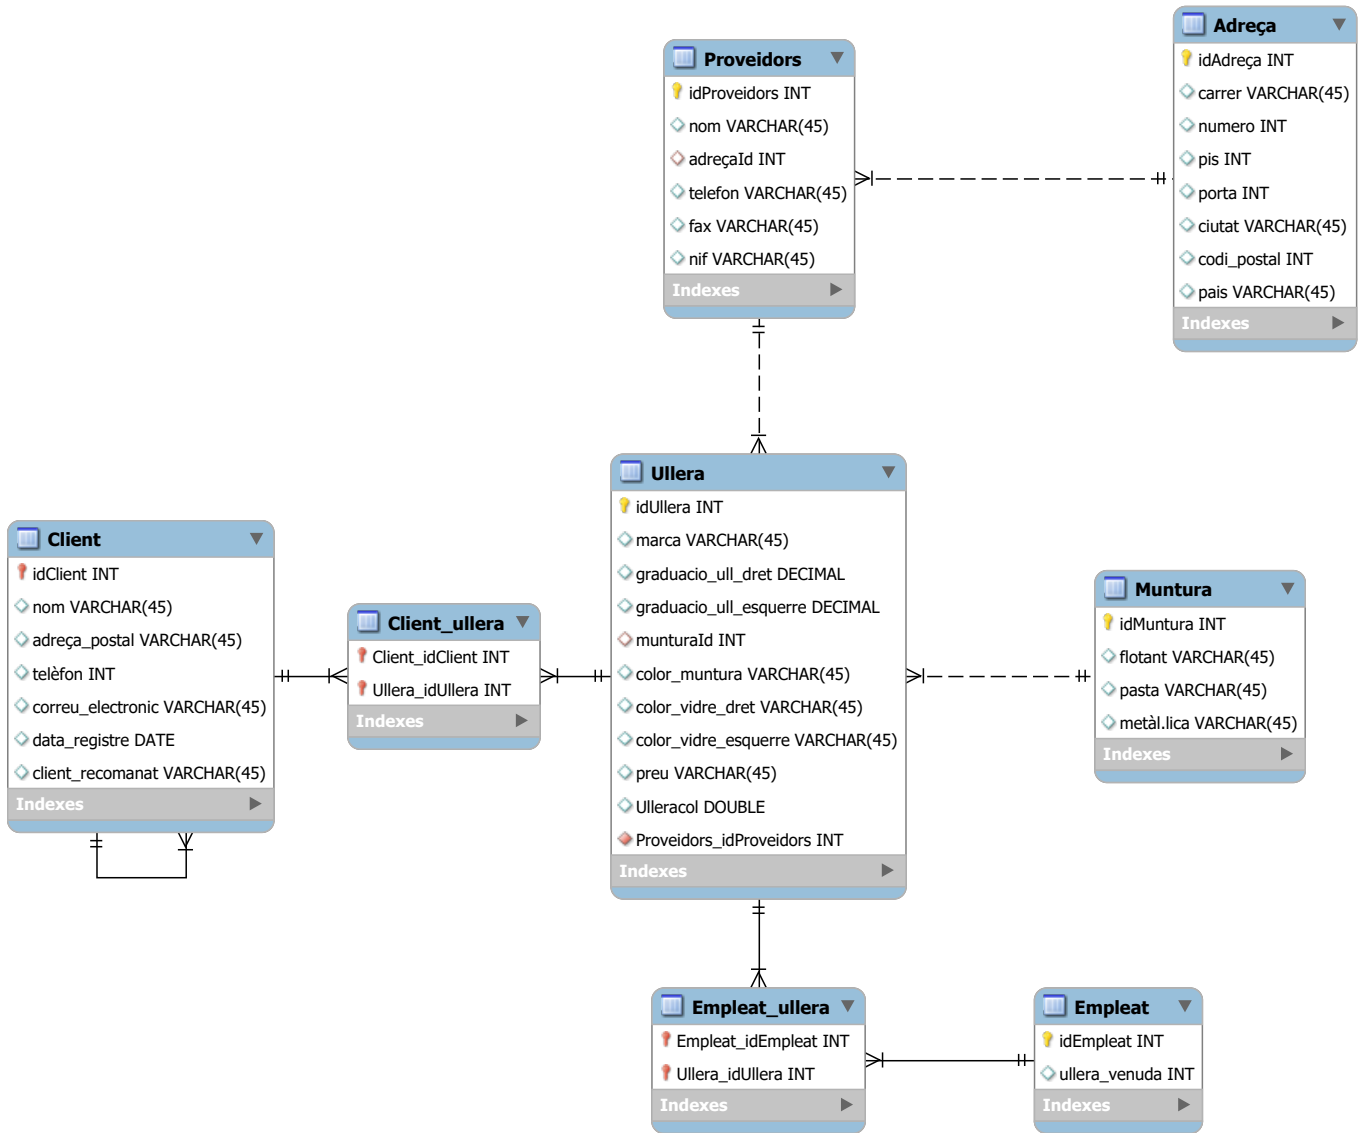 Proveidors
idProveidors INT
nom VARCHAR(45)
adreçaId INT
telefon VARCHAR(45)
fax VARCHAR(45)
nif VARCHAR(45)
Indexes
Adreça
idAdreça INT
carrer VARCHAR(45)
numero INT
pis INT
porta INT
ciutat VARCHAR(45)
codi_postal INT
pais VARCHAR(45)
Indexes
Client
idClient INT
nom VARCHAR(45)
adreça_postal VARCHAR(45)
telèfon INT
correu_electronic VARCHAR(45)
data_registre DATE
client_recomanat VARCHAR(45)
Indexes
Client_ullera
Client_idClient INT
Ullera_idUllera INT
Indexes
Ullera
idUllera INT
marca VARCHAR(45)
graduacio_ull_dret DECIMAL
graduacio_ull_esquerre DECIMAL
munturaId INT
color_muntura VARCHAR(45)
color_vidre_dret VARCHAR(45)
color_vidre_esquerre VARCHAR(45)
preu VARCHAR(45)
Ulleracol DOUBLE
Proveidors_idProveidors INT
Indexes
Muntura
idMuntura INT
flotant VARCHAR(45)
pasta VARCHAR(45)
metàl.lica VARCHAR(45)
Indexes
Empleat_ullera
Empleat_idEmpleat INT
Ullera_idUllera INT
Indexes
Empleat
idEmpleat INT
ullera_venuda INT
Indexes